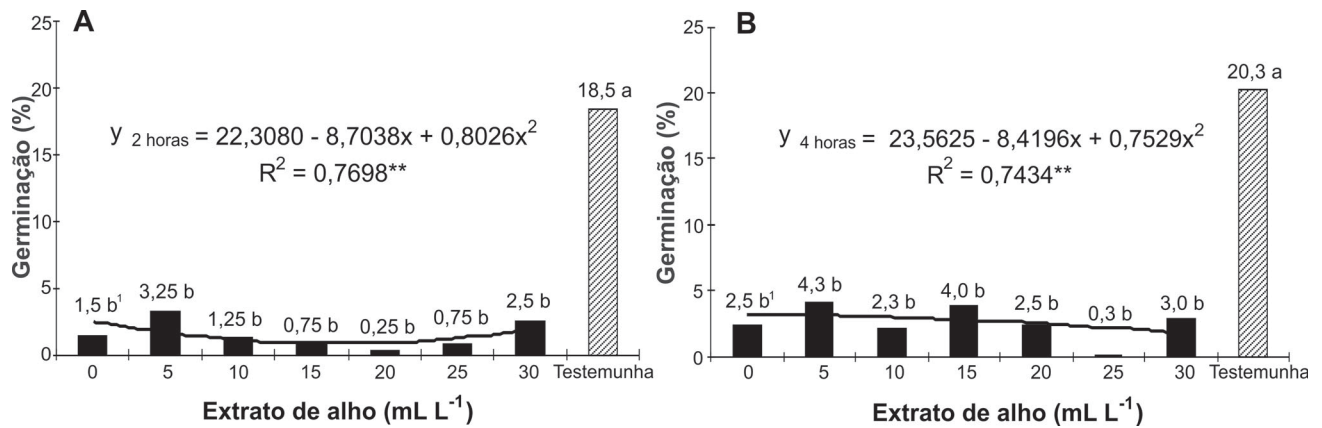 A
Germinação (%)
25
20
15
10
5
0
y 2 horas = 22,3080 - 8,7038x + 0,8026x²
R² = 0,7698**
1,5 b¹
3,25 b
1,25 b
0,75 b
0,25 b
0,75 b
2,5 b
18,5 a
0 5 10 15 20 25 30 Testemunha
Extrato de alho (mL L⁻¹)
B
Germinação (%)
25
20
15
10
5
0
y 4 horas = 23,5625 - 8,4196x + 0,7529x²
R² = 0,7434**
2,5 b¹
4,3 b
2,3 b
4,0 b
2,5 b
0,3 b
3,0 b
20,3 a
0 5 10 15 20 25 30 Testemunha
Extrato de alho (mL L⁻¹)